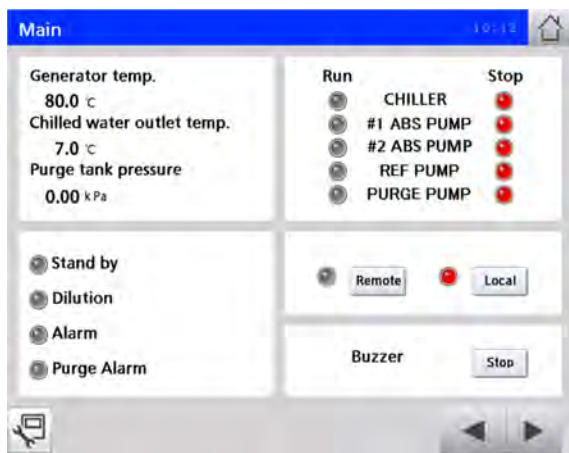 Main
10:12
Generator temp.
80.0 ℃
Chilled water outlet temp.
7.0 ℃
Purge tank pressure
0.00 kPa
Run Stop
CHILLER
#1 ABS PUMP
#2 ABS PUMP
REF PUMP
PURGE PUMP
Stand by
Dilution
Alarm
Purge Alarm
Remote
Local
Buzzer
Stop